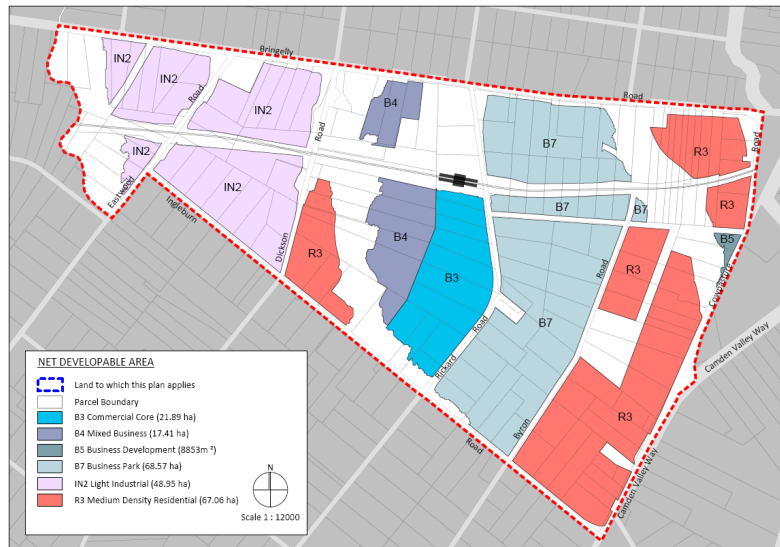 Bringelly
Road
IN2
IN2
IN2
Road
Road
B4
B7
R3
Road
IN2
IN2
Eastwood
Ingleburn
Dickson
R3
B4
B3
B7
B7
R3
B5
R3
Road
B7
Rickard
Road
Byron
R3
Road
Camden Valley Way
Camden Valley Way
NET DEVELOPABLE AREA
Land to which this plan applies
Parcel Boundary
B3 Commercial Core (21.89 ha)
B4 Mixed Business (17.41 ha)
B5 Business Development (8853m ²)
B7 Business Park (68.57 ha)
IN2 Light Industrial (48.95 ha)
R3 Medium Density Residential (67.06 ha)
N
Scale 1 : 12000